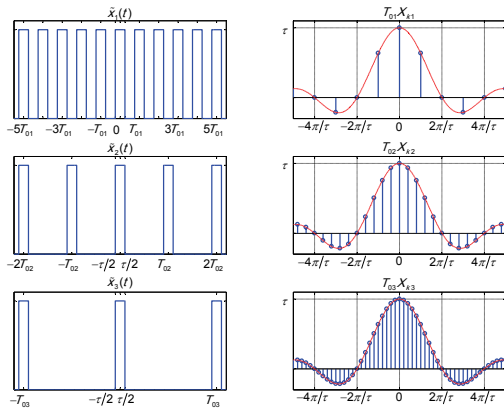 x̃₁(t)
T₀₁Xₖ₁
τ
−5T₀₁ −3T₀₁ −T₀₁ 0 T₀₁ 3T₀₁ 5T₀₁
−4π/τ −2π/τ 0 2π/τ 4π/τ
x̃₂(t)
T₀₂Xₖ₂
τ
−2T₀₂ −T₀₂ −τ/2 τ/2 T₀₂ 2T₀₂
−4π/τ −2π/τ 0 2π/τ 4π/τ
x̃₃(t)
T₀₃Xₖ₃
τ
−T₀₃ −τ/2 τ/2 T₀₃
−4π/τ −2π/τ 0 2π/τ 4π/τ